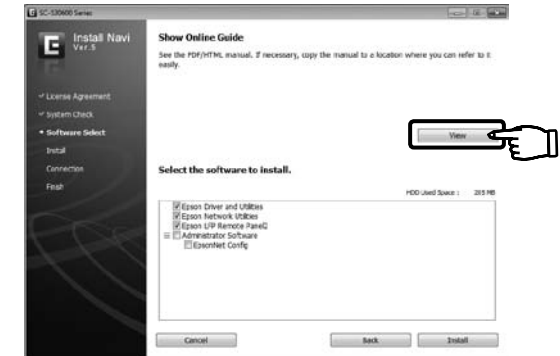 SC-S30600 Series
Install Navi
Ver.5
License Agreement
System Check
Software Select
Install
Connection
Finish
Show Online Guide
See the PDF/HTML manual. If necessary, copy the manual to a location where you can refer to it
easily.
View
Select the software to install.
HDD Used Space : 285 MB
Epson Driver and Utilities
Epson Network Utilities
Epson LFP Remote Panel2
Administrator Software
EpsonNet Config
Cancel
Back
Install